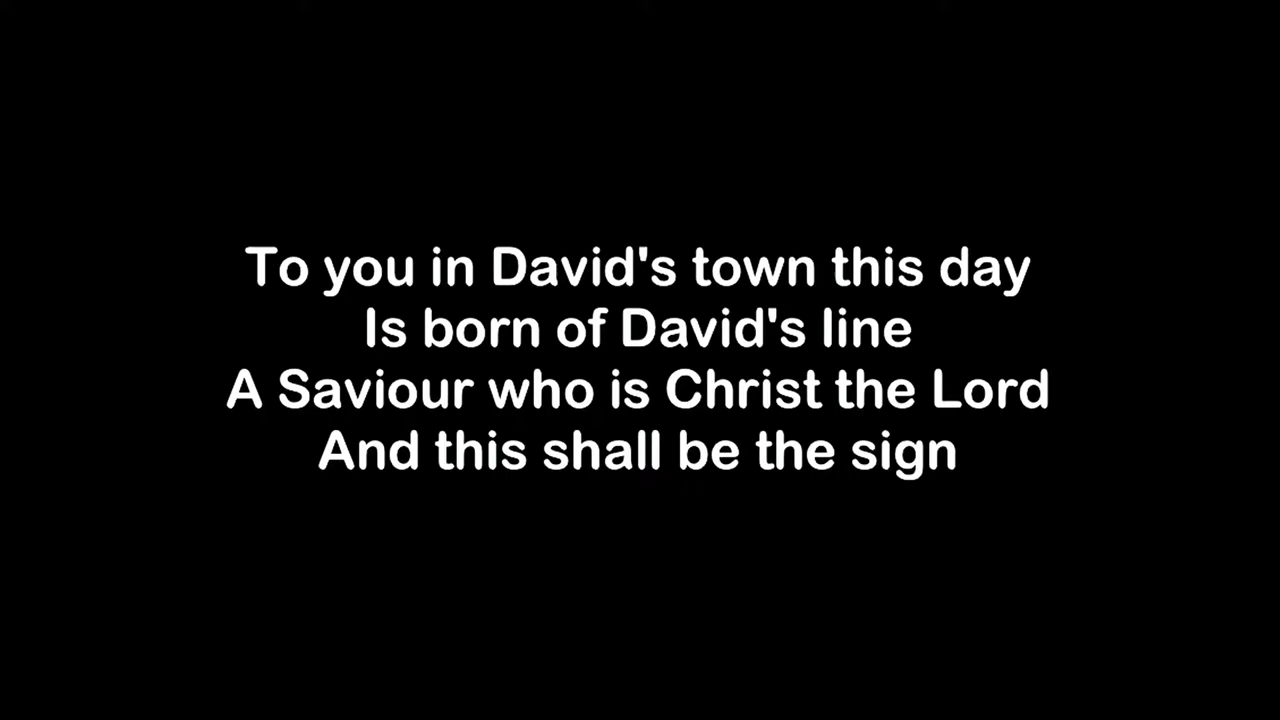 To you in David's town this day
Is born of David's line
A Saviour who is Christ the Lord
And this shall be the sign